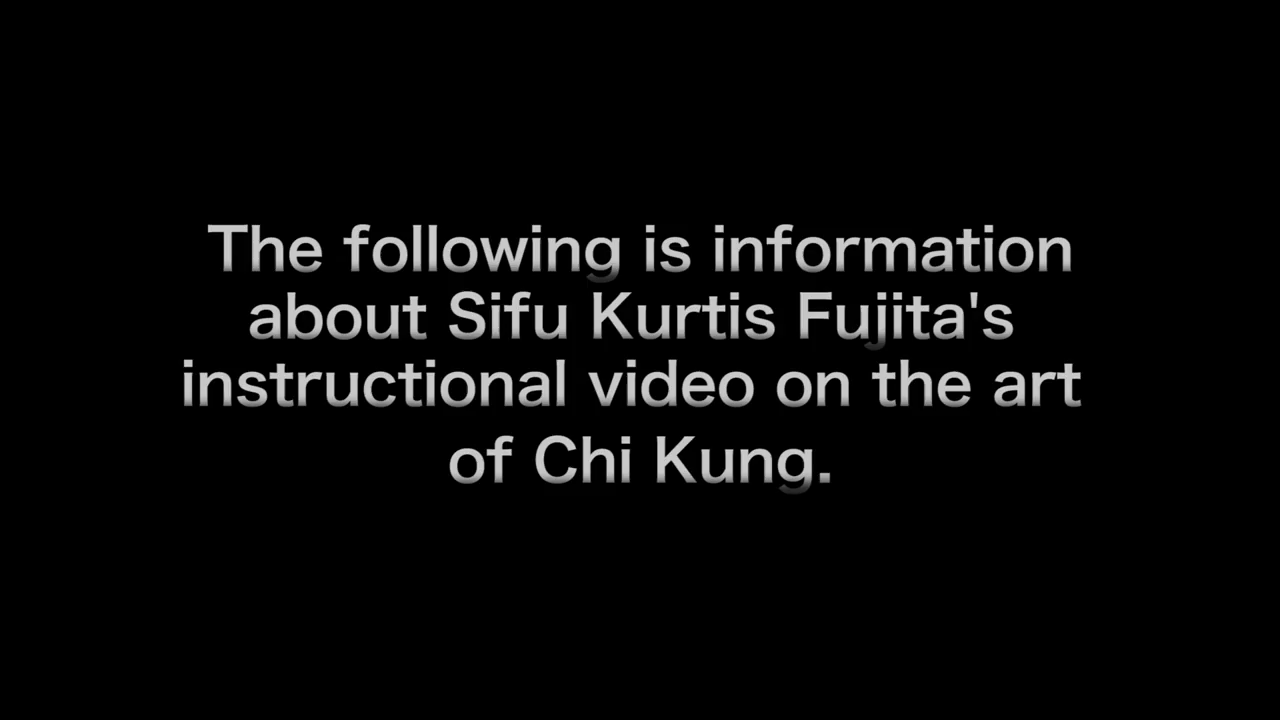 The following is information
about Sifu Kurtis Fujita's
instructional video on the art
of Chi Kung.